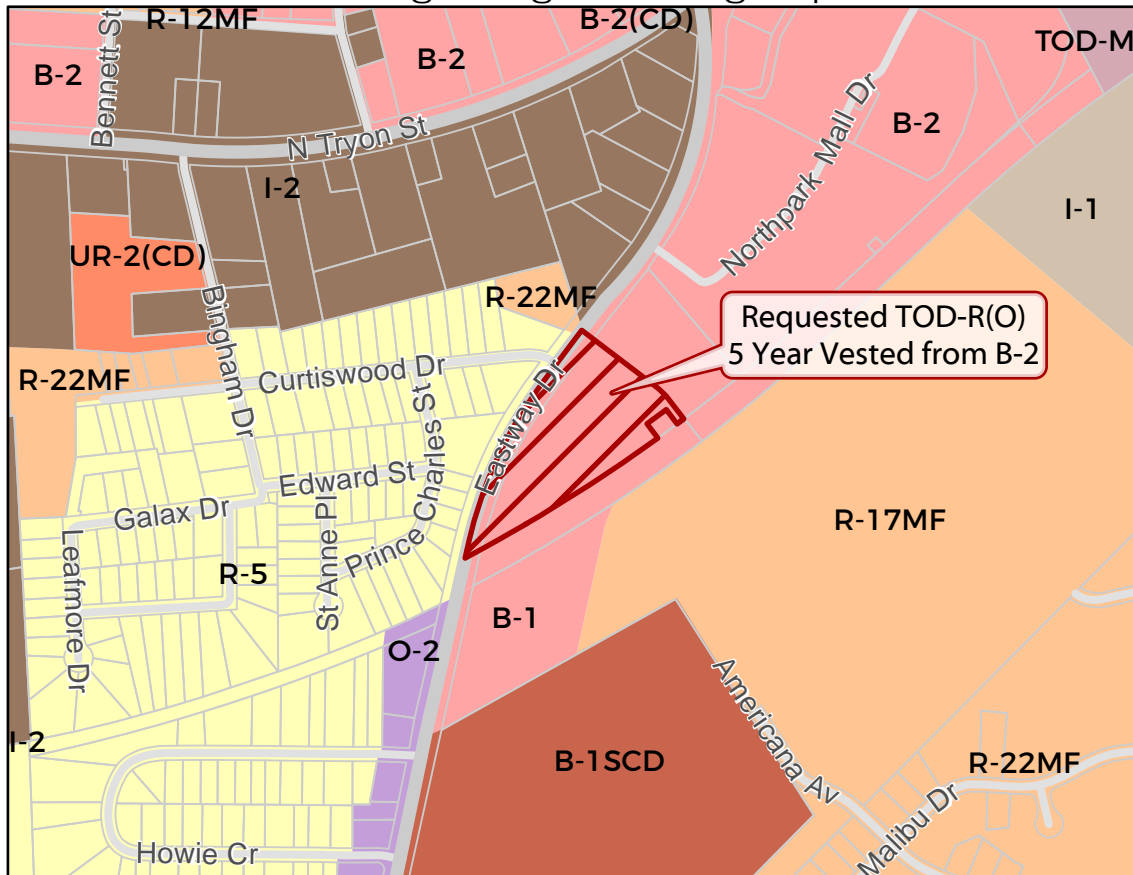 R-12MF
B-2(CD)
TOD-M
Bennett St
B-2
B-2
Northpark Mall Dr
B-2
N Tryon St
I-2
I-1
UR-2(CD)
Bingham Dr
R-22MF
Requested TOD-R(O)
5 Year Vested from B-2
R-22MF
Curtiswood Dr
Eastway Dr
Prince Charles St
Edward St
Galax Dr
St Anne Pl
R-17MF
Leafmore Dr
R-5
B-1
O-2
Americana Av
I-2
B-1SCD
R-22MF
Malibu Dr
Howie Cr